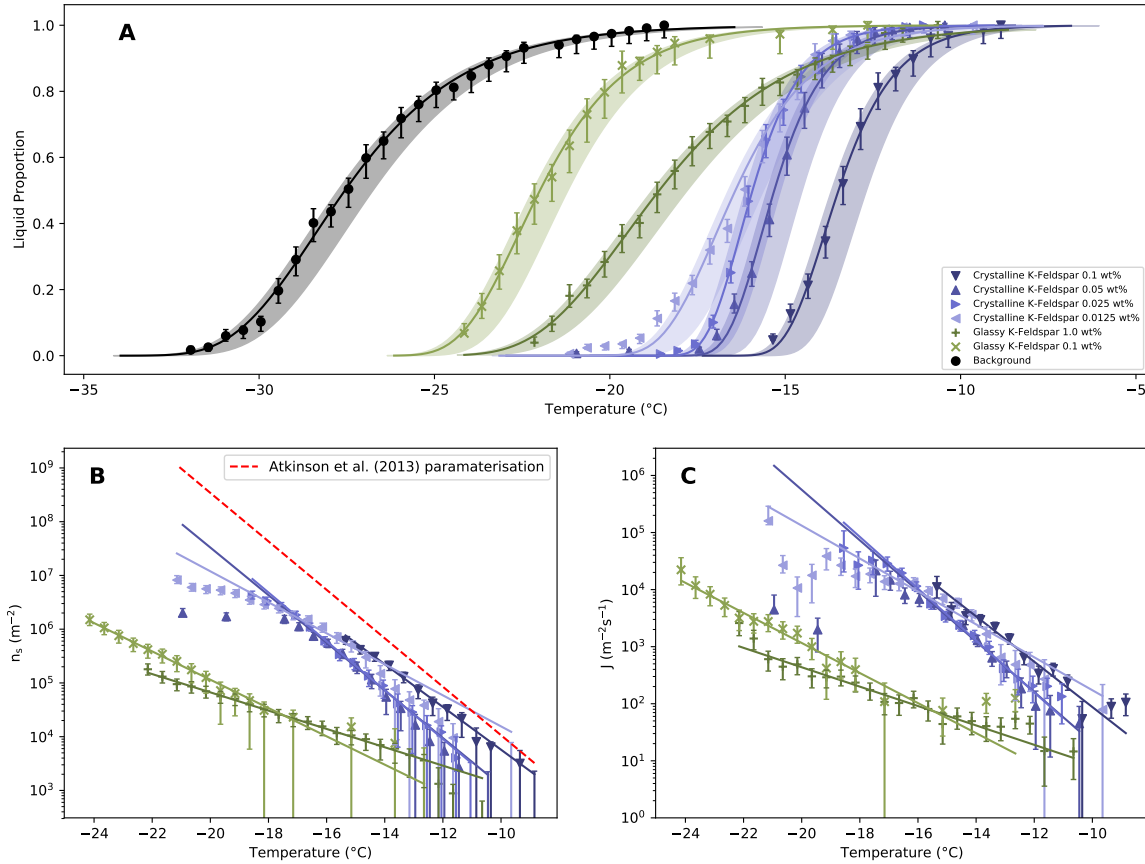 A
1.0
0.8
0.6
0.4
0.2
0.0
Liquid Proportion
Crystalline K-Feldspar 0.1 wt%
Crystalline K-Feldspar 0.05 wt%
Crystalline K-Feldspar 0.025 wt%
Crystalline K-Feldspar 0.0125 wt%
Glassy K-Feldspar 1.0 wt%
Glassy K-Feldspar 0.1 wt%
Background
−35 −30 −25 −20 −15 −10 −5
Temperature (°C)
B
Atkinson et al. (2013) paramaterisation
10⁹
10⁸
10⁷
10⁶
10⁵
10⁴
10³
nₛ (m⁻²)
−24 −22 −20 −18 −16 −14 −12 −10
Temperature (°C)
C
10⁶
10⁵
10⁴
10³
10²
10¹
10⁰
J (m⁻²s⁻¹)
−24 −22 −20 −18 −16 −14 −12 −10
Temperature (°C)